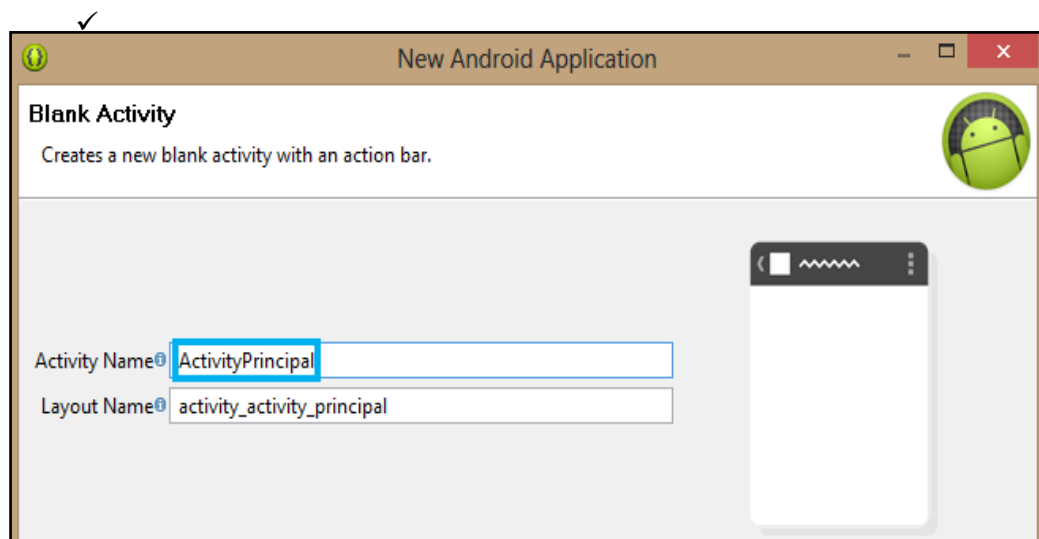 New Android Application
Blank Activity
Creates a new blank activity with an action bar.
Activity Name ActivityPrincipal
Layout Name activity_activity_principal